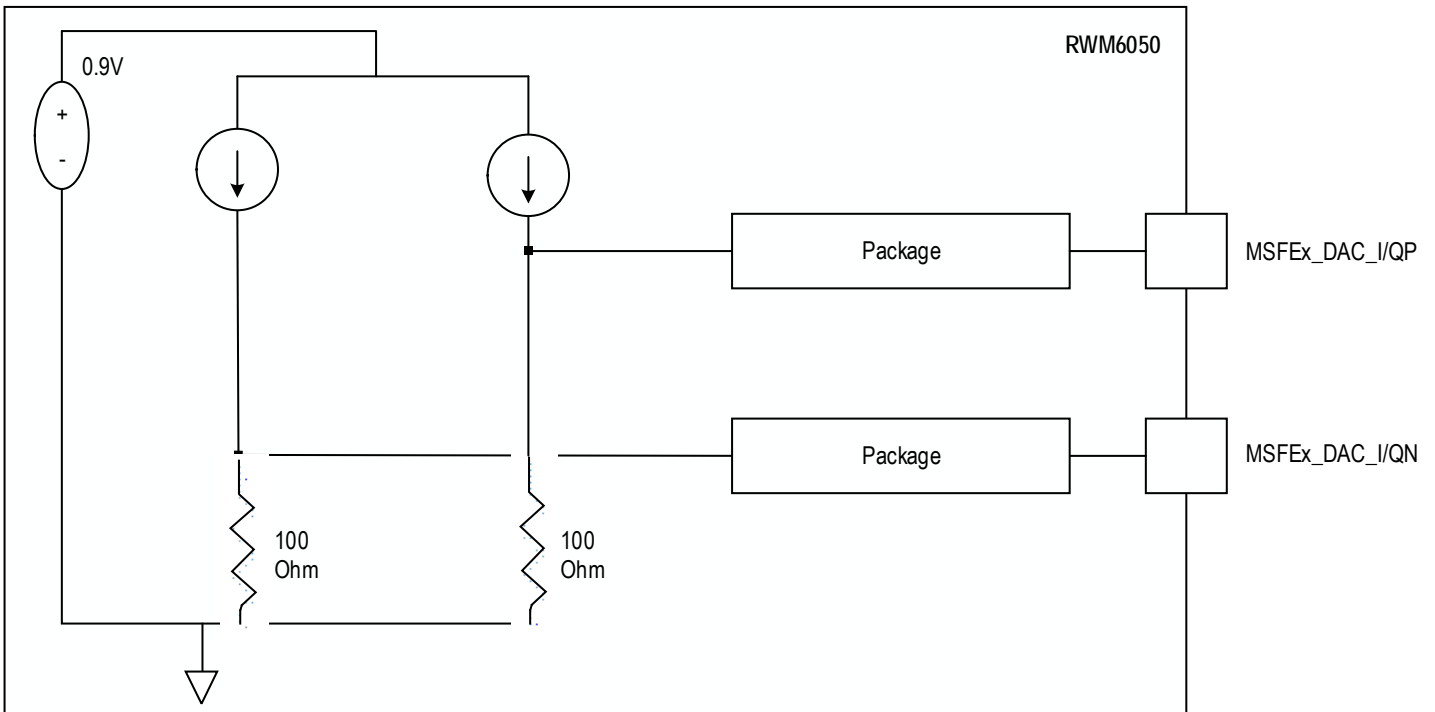 RWM6050
0.9V
+
-
Package
MSFEx_DAC_I/QP
Package
MSFEx_DAC_I/QN
100
Ohm
100
Ohm